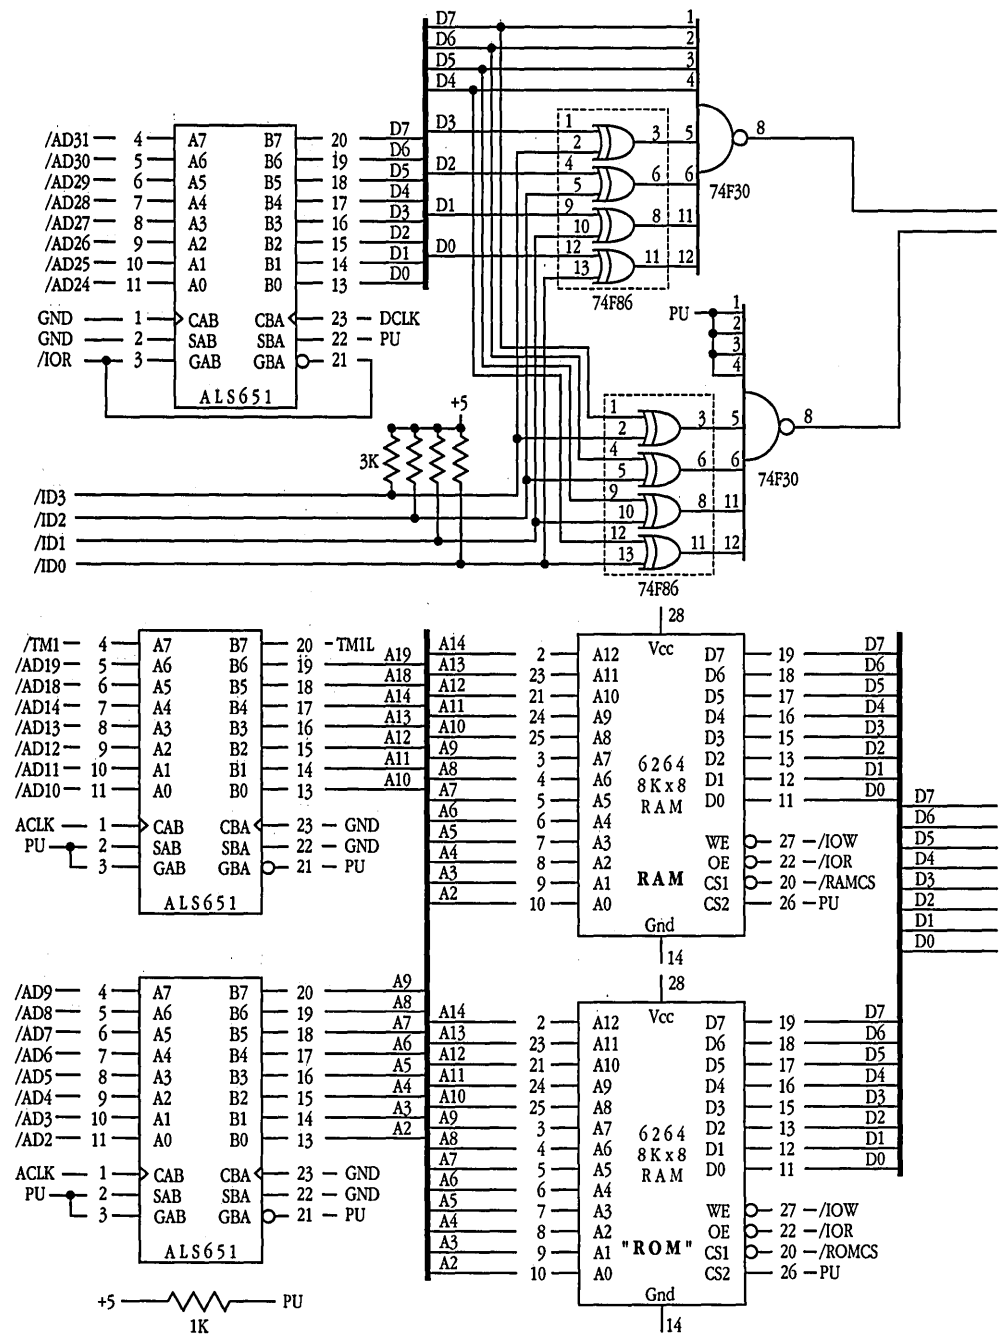 D7 1
D6 2
D5 3
D4 4
D3 1 3 5
2
D2 4 6 6
5
D1 9 8 11
10
D0 12 11 12
13
8
74F30
74F86
/AD31 4 A7 B7 20 D7
/AD30 5 A6 B6 19 D6
/AD29 6 A5 B5 18 D5
/AD28 7 A4 B4 17 D4
/AD27 8 A3 B3 16 D3
/AD26 9 A2 B2 15 D2
/AD25 10 A1 B1 14 D1
/AD24 11 A0 B0 13 D0
GND 1 CAB CBA 23 DCLK
GND 2 SAB SBA 22 PU
/IOR 3 GAB GBA 21
ALS651
PU 1
2
3
4
+5
3K
/ID3
/ID2
/ID1
/ID0
1 3 5
2
4 6 6
5
9 8 11
10
12 11 12
13
8
74F30
74F86
/TM1 4 A7 B7 20 TM1L
/AD19 5 A6 B6 19 A19
/AD18 6 A5 B5 18 A18
/AD14 7 A4 B4 17 A14
/AD13 8 A3 B3 16 A13
/AD12 9 A2 B2 15 A12
/AD11 10 A1 B1 14 A11
/AD10 11 A0 B0 13 A10
ACLK 1 CAB CBA 23 GND
PU 2 SAB SBA 22 GND
3 GAB GBA 21 PU
ALS651
28
Vcc
A14 2 A12 D7 19 D7
A13 23 A11 D6 18 D6
A12 21 A10 D5 17 D5
A11 24 A9 D4 16 D4
A10 25 A8 D3 15 D3
A9 3 A7 D2 13 D2
A8 4 A6 D1 12 D1
A7 5 A5 D0 11 D0
A6 6 A4
A5 7 A3 WE 27 /IOW
A4 8 A2 OE 22 /IOR
A3 9 A1 CS1 20 /RAMCS
A2 10 A0 CS2 26 PU
6264
8Kx8
RAM
RAM
Gnd
14
D7
D6
D5
D4
D3
D2
D1
D0
/AD9 4 A7 B7 20 A9
/AD8 5 A6 B6 19 A8
/AD7 6 A5 B5 18 A7
/AD6 7 A4 B4 17 A6
/AD5 8 A3 B3 16 A5
/AD4 9 A2 B2 15 A4
/AD3 10 A1 B1 14 A3
/AD2 11 A0 B0 13 A2
ACLK 1 CAB CBA 23 GND
PU 2 SAB SBA 22 GND
3 GAB GBA 21 PU
ALS651
28
Vcc
A14 2 A12 D7 19 D7
A13 23 A11 D6 18 D6
A12 21 A10 D5 17 D5
A11 24 A9 D4 16 D4
A10 25 A8 D3 15 D3
A9 3 A7 D2 13 D2
A8 4 A6 D1 12 D1
A7 5 A5 D0 11 D0
A6 6 A4
A5 7 A3 WE 27 /IOW
A4 8 A2 OE 22 /IOR
A3 9 A1 CS1 20 /ROMCS
A2 10 A0 CS2 26 PU
6264
8Kx8
RAM
"ROM"
Gnd
14
+5 PU
1K